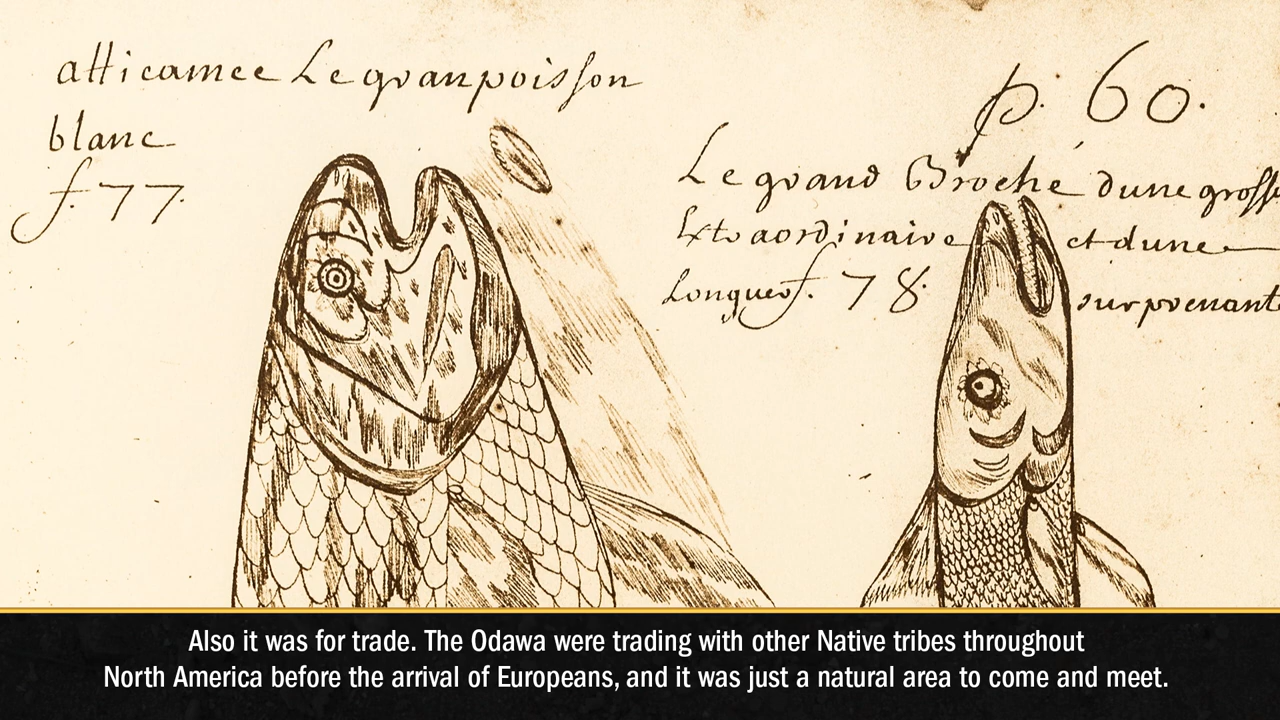 atticamec Le granpoisson
blanc
f. 77.
p. 60.
Le grand Broché dune grosse
Extraordinaire et dune
longueur f. 78. surprenant
Also it was for trade. The Odawa were trading with other Native tribes throughout
North America before the arrival of Europeans, and it was just a natural area to come and meet.